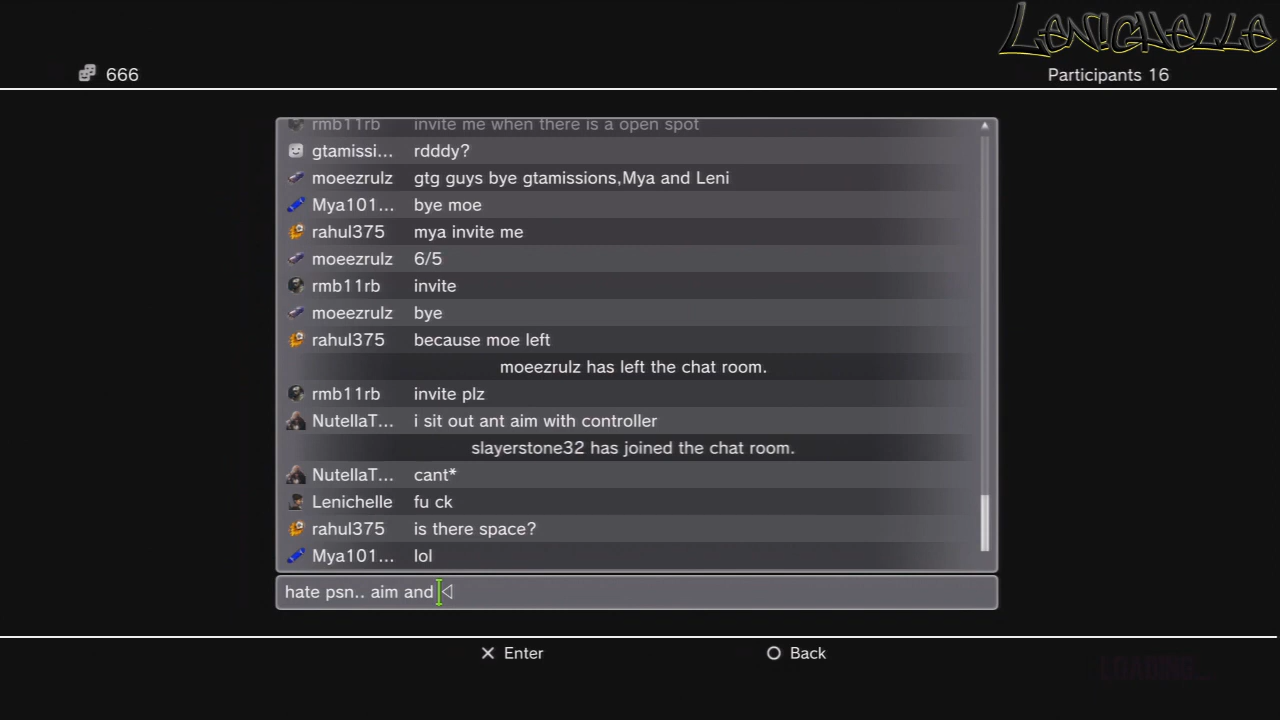 LENICHELLE
666
Participants 16
rmb11rb invite me when there is a open spot
gtamissi... rdddy?
moeezrulz gtg guys bye gtamissions,Mya and Leni
Mya101... bye moe
rahul375 mya invite me
moeezrulz 6/5
rmb11rb invite
moeezrulz bye
rahul375 because moe left
moeezrulz has left the chat room.
rmb11rb invite plz
NutellaT... i sit out ant aim with controller
slayerstone32 has joined the chat room.
NutellaT... cant*
Lenichelle fu ck
rahul375 is there space?
Mya101... lol
hate psn.. aim and
Enter
Back
LOADING...